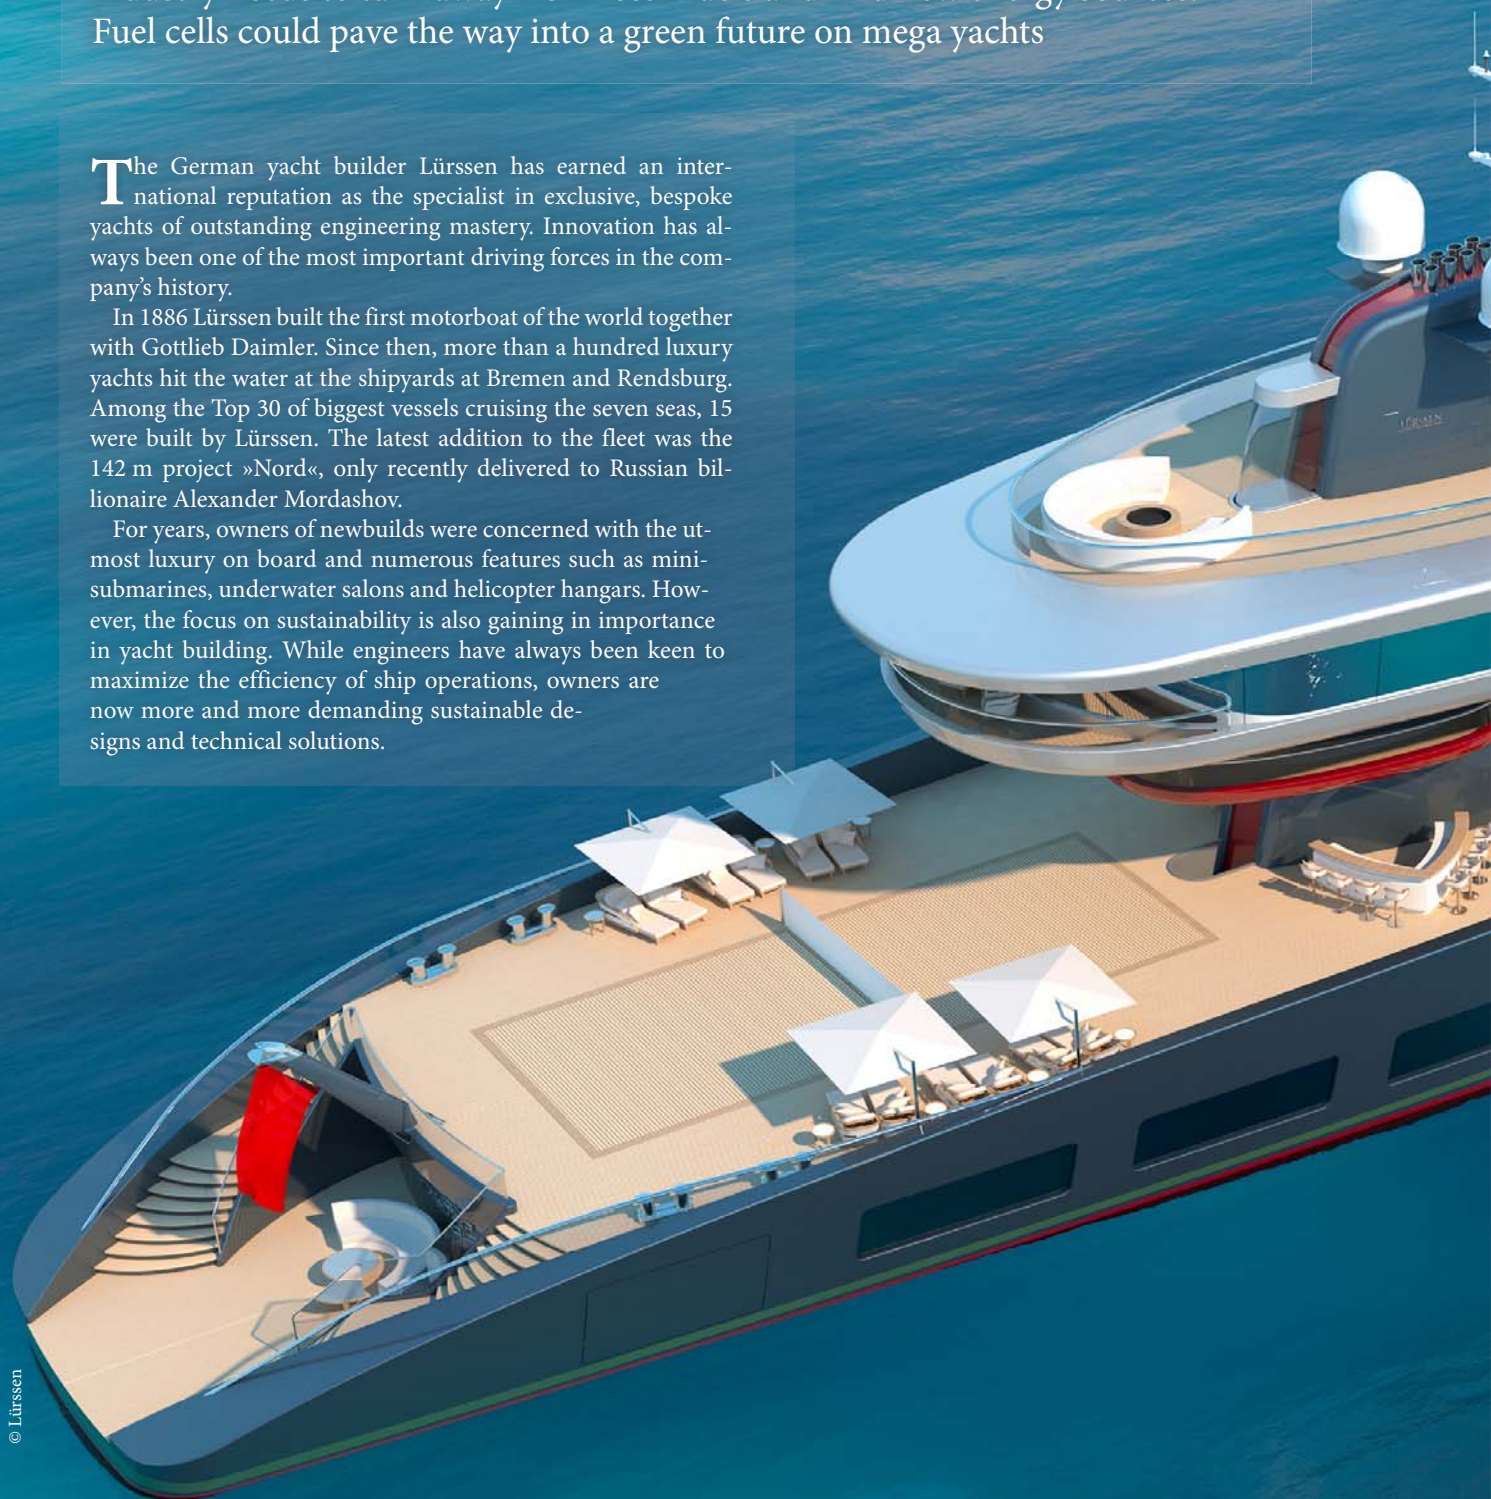 Fuel cells could pave the way into a green future on mega yachts
The German yacht builder Lürssen has earned an inter-
national reputation as the specialist in exclusive, bespoke
yachts of outstanding engineering mastery. Innovation has al-
ways been one of the most important driving forces in the com-
pany’s history.
In 1886 Lürssen built the first motorboat of the world together
with Gottlieb Daimler. Since then, more than a hundred luxury
yachts hit the water at the shipyards at Bremen and Rendsburg.
Among the Top 30 of biggest vessels cruising the seven seas, 15
were built by Lürssen. The latest addition to the fleet was the
142 m project »Nord«, only recently delivered to Russian bil-
lionaire Alexander Mordashov.
For years, owners of newbuilds were concerned with the ut-
most luxury on board and numerous features such as mini-
submarines, underwater salons and helicopter hangars. How-
ever, the focus on sustainability is also gaining in importance
in yacht building. While engineers have always been keen to
maximize the efficiency of ship operations, owners are
now more and more demanding sustainable de-
signs and technical solutions.
LÜRSSEN
© Lürssen